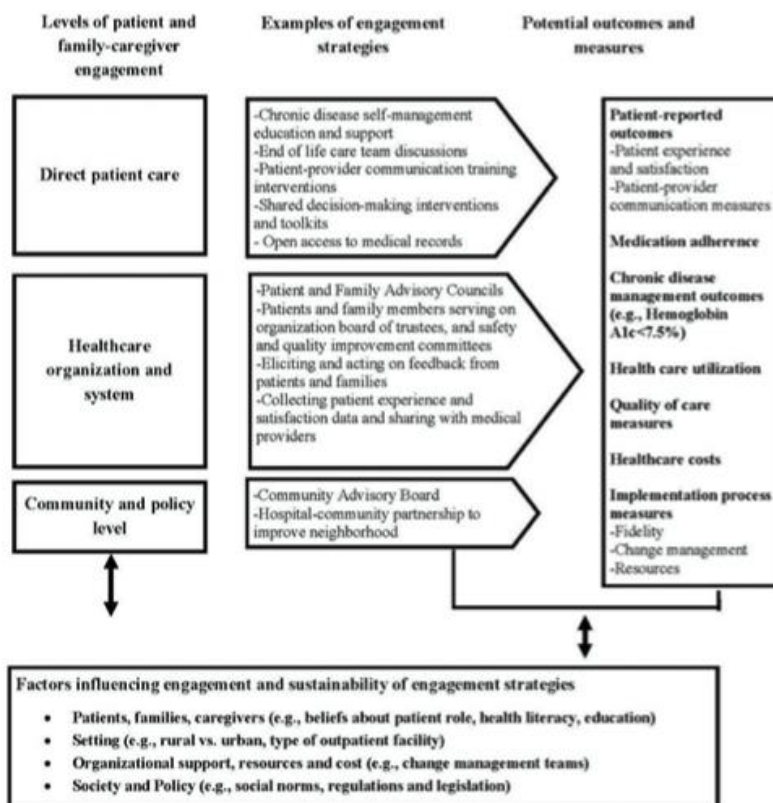 Levels of patient and
family-caregiver
engagement
Examples of engagement
strategies
Potential outcomes and
measures
Direct patient care
-Chronic disease self-management
education and support
-End of life care team discussions
-Patient-provider communication training
interventions
-Shared decision-making interventions
and toolkits
- Open access to medical records
Healthcare
organization and
system
-Patient and Family Advisory Councils
-Patients and family members serving on
organization board of trustees, and safety
and quality improvement committees
-Eliciting and acting on feedback from
patients and families
-Collecting patient experience and
satisfaction data and sharing with medical
providers
Community and policy
level
-Community Advisory Board
-Hospital-community partnership to
improve neighborhood
Patient-reported
outcomes
-Patient experience
and satisfaction
-Patient-provider
communication measures
Medication adherence
Chronic disease
management outcomes
(e.g., Hemoglobin
A1c<7.5%)
Health care utilization
Quality of care
measures
Healthcare costs
Implementation process
measures
-Fidelity
-Change management
-Resources
Factors influencing engagement and sustainability of engagement strategies
• Patients, families, caregivers (e.g., beliefs about patient role, health literacy, education)
• Setting (e.g., rural vs. urban, type of outpatient facility)
• Organizational support, resources and cost (e.g., change management teams)
• Society and Policy (e.g., social norms, regulations and legislation)